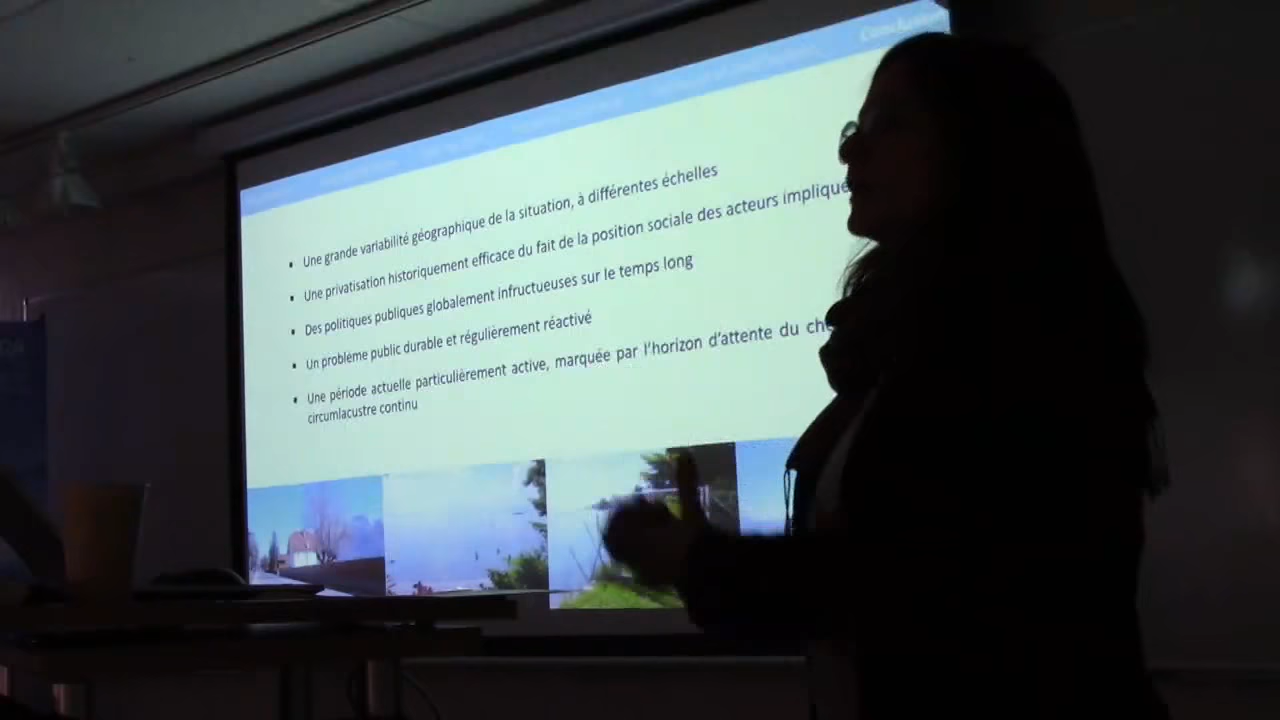 Conclusion
Une grande variabilité géographique de la situation, à différentes échelles
Une privatisation historiquement efficace du fait de la position sociale des acteurs
Des politiques publiques globalement infructueuses sur le temps long
Un problème public durable et régulièrement réactivé
Une période actuelle particulièrement active, marquée par l'horizon d'attente du
circumlacustre continu